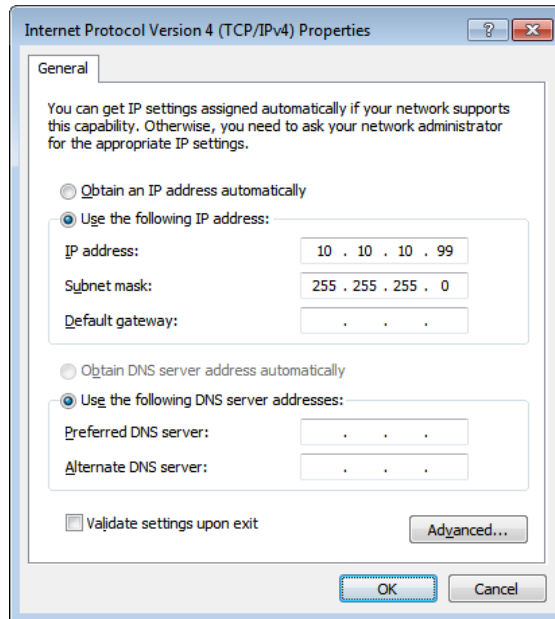 Internet Protocol Version 4 (TCP/IPv4) Properties ? X
General
You can get IP settings assigned automatically if your network supports
this capability. Otherwise, you need to ask your network administrator
for the appropriate IP settings.
Obtain an IP address automatically
Use the following IP address:
IP address: 10 . 10 . 10 . 99
Subnet mask: 255 . 255 . 255 . 0
Default gateway: . . .
Obtain DNS server address automatically
Use the following DNS server addresses:
Preferred DNS server: . . .
Alternate DNS server: . . .
Validate settings upon exit
Advanced...
OK Cancel